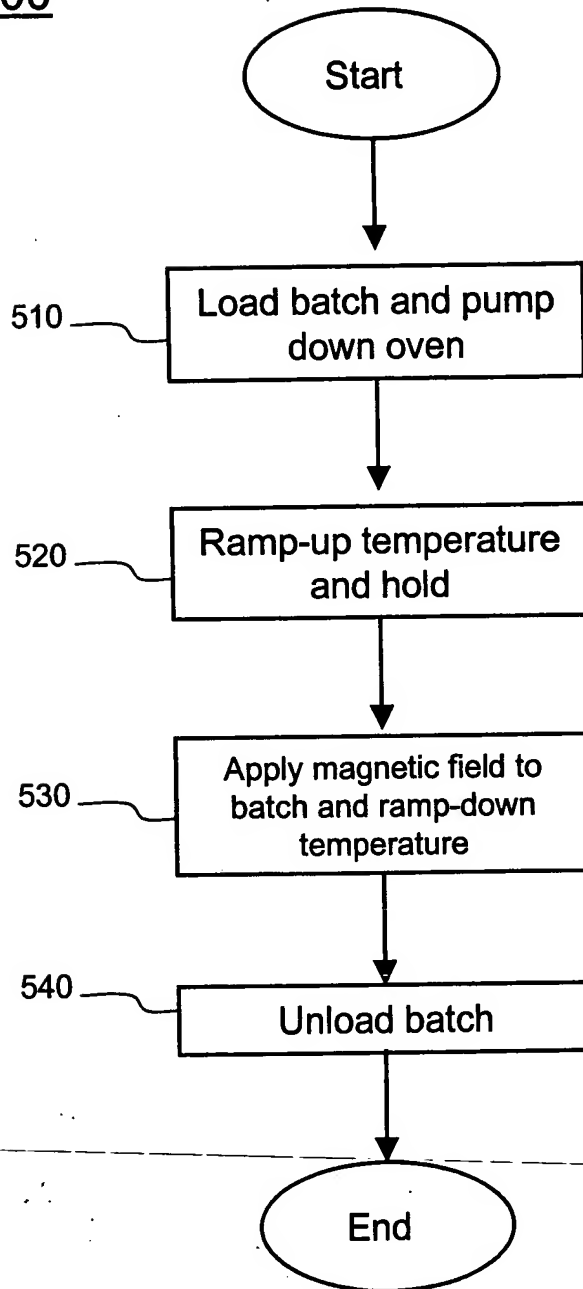 Start
510
Load batch and pump
down oven
520
Ramp-up temperature
and hold
530
Apply magnetic field to
batch and ramp-down
temperature
540
Unload batch
End